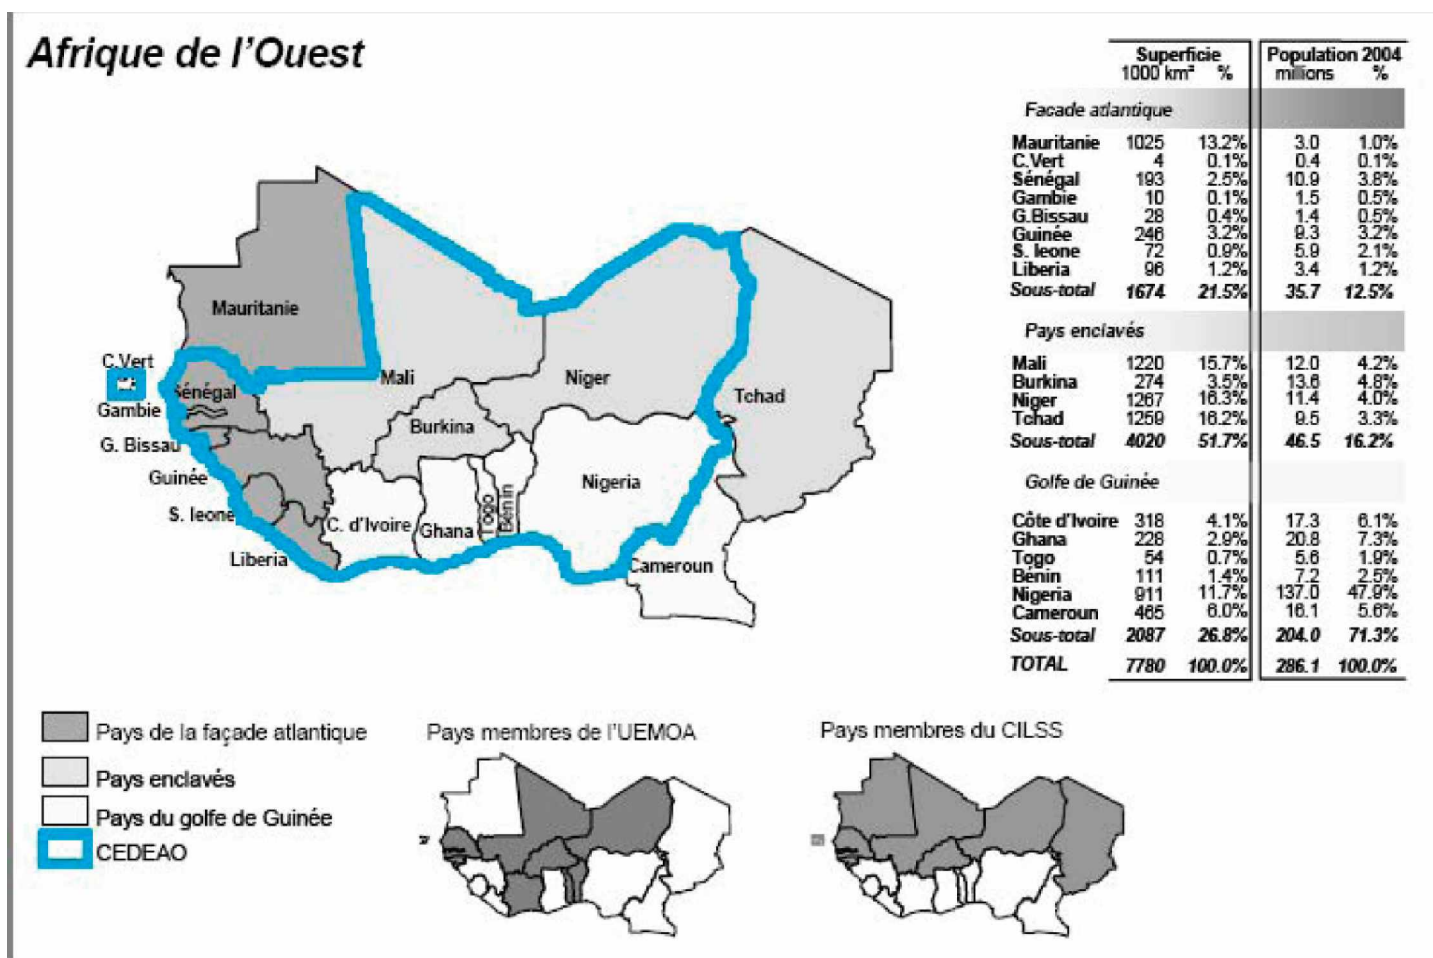 Afrique de l'Ouest
Superficie Population 2004
1000 km² % millions %
Facade atlantique
Mauritanie 1025 13.2% 3.0 1.0%
C.Vert 4 0.1% 0.4 0.1%
Sénégal 193 2.5% 10.9 3.8%
Gambie 10 0.1% 1.5 0.5%
G.Bissau 28 0.4% 1.4 0.5%
Guinée 246 3.2% 9.3 3.2%
S. leone 72 0.9% 5.9 2.1%
Liberia 96 1.2% 3.4 1.2%
Sous-total 1674 21.5% 35.7 12.5%
Pays enclavés
Mali 1220 15.7% 12.0 4.2%
Burkina 274 3.5% 13.6 4.8%
Niger 1267 16.3% 11.4 4.0%
Tchad 1259 16.2% 9.5 3.3%
Sous-total 4020 51.7% 46.5 16.2%
Golfe de Guinée
Côte d'Ivoire 318 4.1% 17.3 6.1%
Ghana 228 2.9% 20.8 7.3%
Togo 54 0.7% 5.6 1.9%
Bénin 111 1.4% 7.2 2.5%
Nigeria 911 11.7% 137.0 47.9%
Cameroun 465 6.0% 16.1 5.6%
Sous-total 2087 26.8% 204.0 71.3%
TOTAL 7780 100.0% 286.1 100.0%
Mauritanie
C.Vert
Sénégal
Mali
Niger
Tchad
Gambie
Burkina
G. Bissau
Guinée
Nigeria
S. leone
C. d'Ivoire
Ghana
Togo
Bénin
Liberia
Cameroun
Pays de la façade atlantique
Pays enclavés
Pays du golfe de Guinée
CEDEAO
Pays membres de l'UEMOA
Pays membres du CILSS